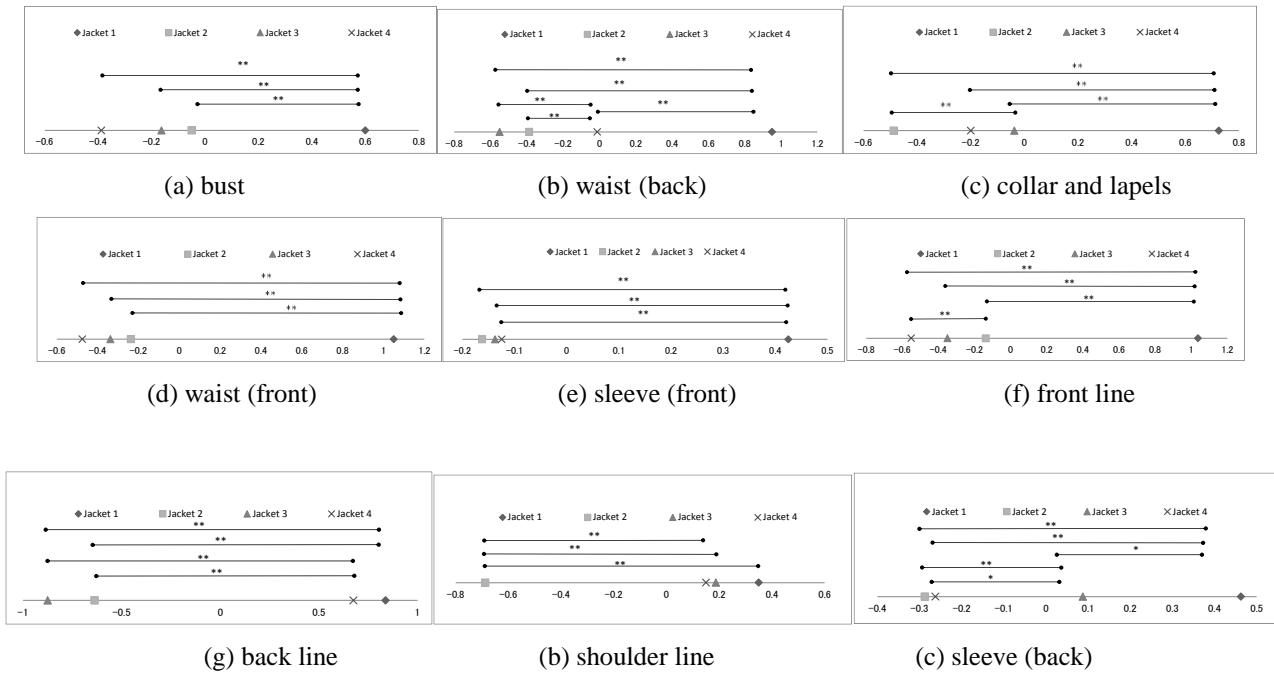 Jacket 1 Jacket 2 Jacket 3 Jacket 4
**
**
**
−0.6 −0.4 −0.2 0 0.2 0.4 0.6 0.8
(a) bust
Jacket 1 Jacket 2 Jacket 3 Jacket 4
**
**
** **
**
−0.8 −0.6 −0.4 −0.2 0 0.2 0.4 0.6 0.8 1 1.2
(b) waist (back)
Jacket 1 Jacket 2 Jacket 3 Jacket 4
**
**
**
**
−0.6 −0.4 −0.2 0 0.2 0.4 0.6 0.8
(c) collar and lapels
Jacket 1 Jacket 2 Jacket 3 Jacket 4
**
**
**
−0.6 −0.4 −0.2 0 0.2 0.4 0.6 0.8 1 1.2
(d) waist (front)
Jacket 1 Jacket 2 Jacket 3 Jacket 4
**
**
**
−0.2 −0.1 0 0.1 0.2 0.3 0.4 0.5
(e) sleeve (front)
Jacket 1 Jacket 2 Jacket 3 Jacket 4
**
**
**
**
−0.8 −0.6 −0.4 −0.2 0 0.2 0.4 0.6 0.8 1 1.2
(f) front line
Jacket 1 Jacket 2 Jacket 3 Jacket 4
**
**
**
**
−1 −0.5 0 0.5 1
(g) back line
Jacket 1 Jacket 2 Jacket 3 Jacket 4
**
**
**
−0.8 −0.6 −0.4 −0.2 0 0.2 0.4 0.6
(b) shoulder line
Jacket 1 Jacket 2 Jacket 3 Jacket 4
**
**
*
**
*
−0.4 −0.3 −0.2 −0.1 0 0.1 0.2 0.3 0.4 0.5
(c) sleeve (back)